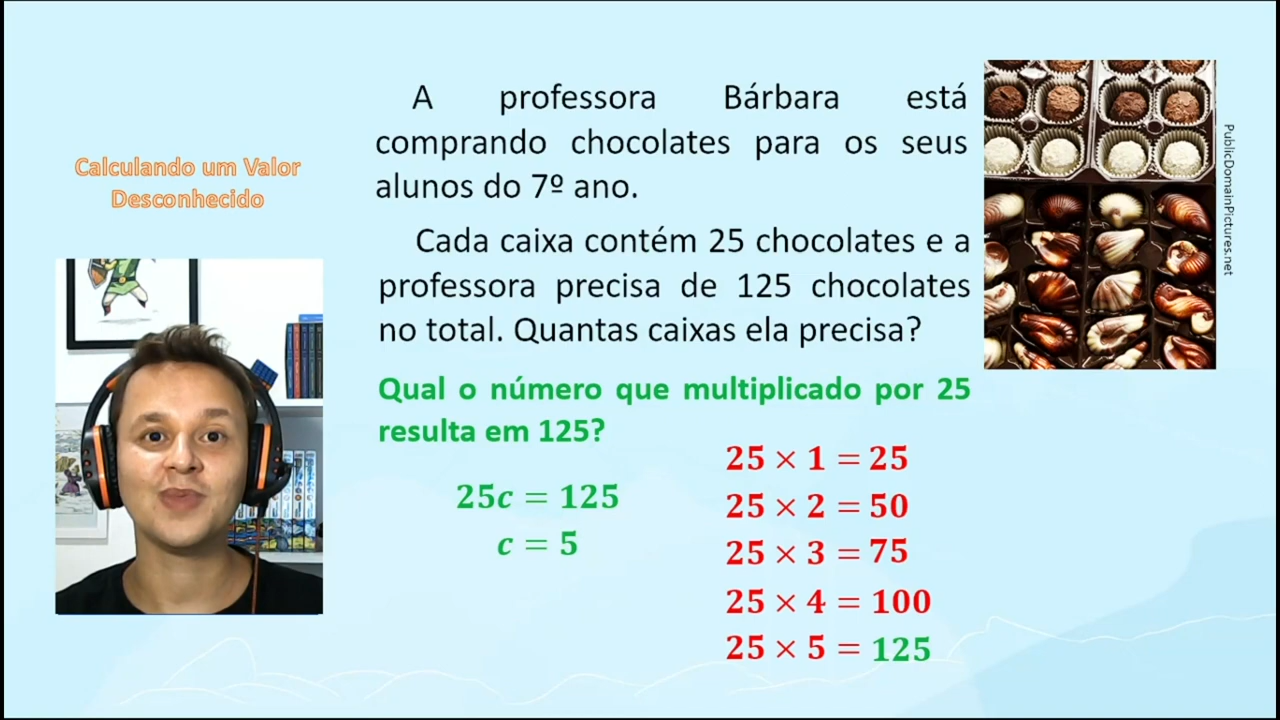 Calculando um Valor
Desconhecido
A professora Bárbara está
comprando chocolates para os seus
alunos do 7º ano.
Cada caixa contém 25 chocolates e a
professora precisa de 125 chocolates
no total. Quantas caixas ela precisa?
Qual o número que multiplicado por 25
resulta em 125?
25c = 125
c = 5
25 × 1 = 25
25 × 2 = 50
25 × 3 = 75
25 × 4 = 100
25 × 5 = 125
PublicDomainPictures.net